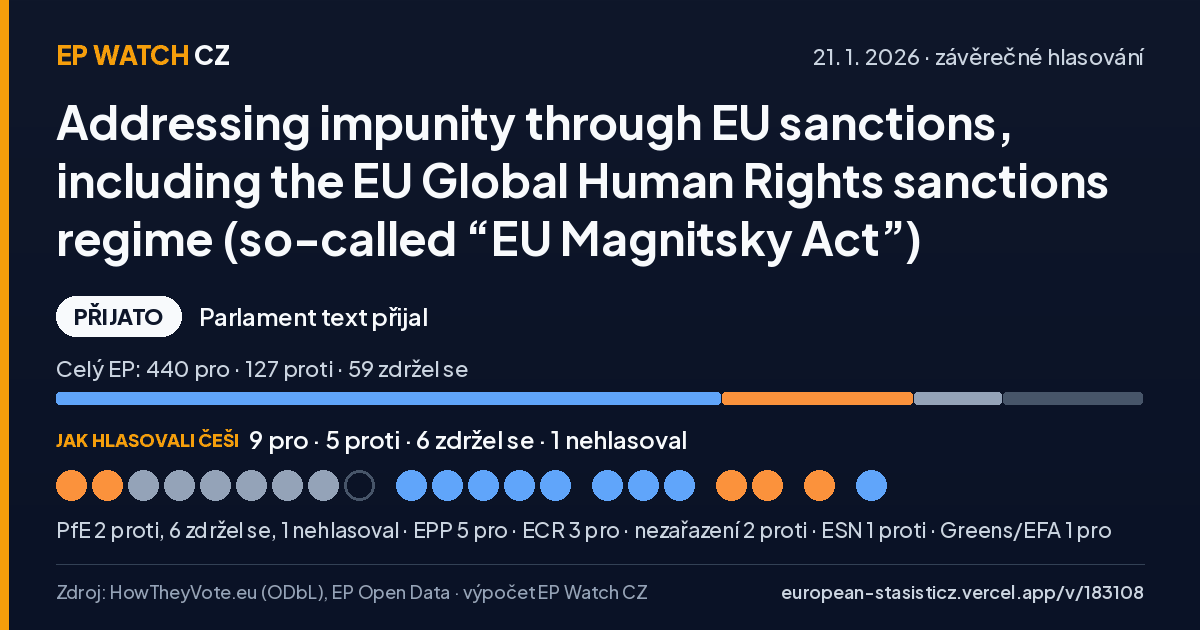 EP WATCH CZ
21. 1. 2026 · závěrečné hlasování
Addressing impunity through EU sanctions,
including the EU Global Human Rights sanctions
regime (so-called “EU Magnitsky Act”)
PŘIJATO Parlament text přijal
Celý EP: 440 pro · 127 proti · 59 zdržel se
JAK HLASOVALI ČEŠI 9 pro · 5 proti · 6 zdržel se · 1 nehlasoval
PfE 2 proti, 6 zdržel se, 1 nehlasoval · EPP 5 pro · ECR 3 pro · nezařazení 2 proti · ESN 1 proti · Greens/EFA 1 pro
Zdroj: HowTheyVote.eu (ODbL), EP Open Data · výpočet EP Watch CZ
european-stasisticz.vercel.app/v/183108